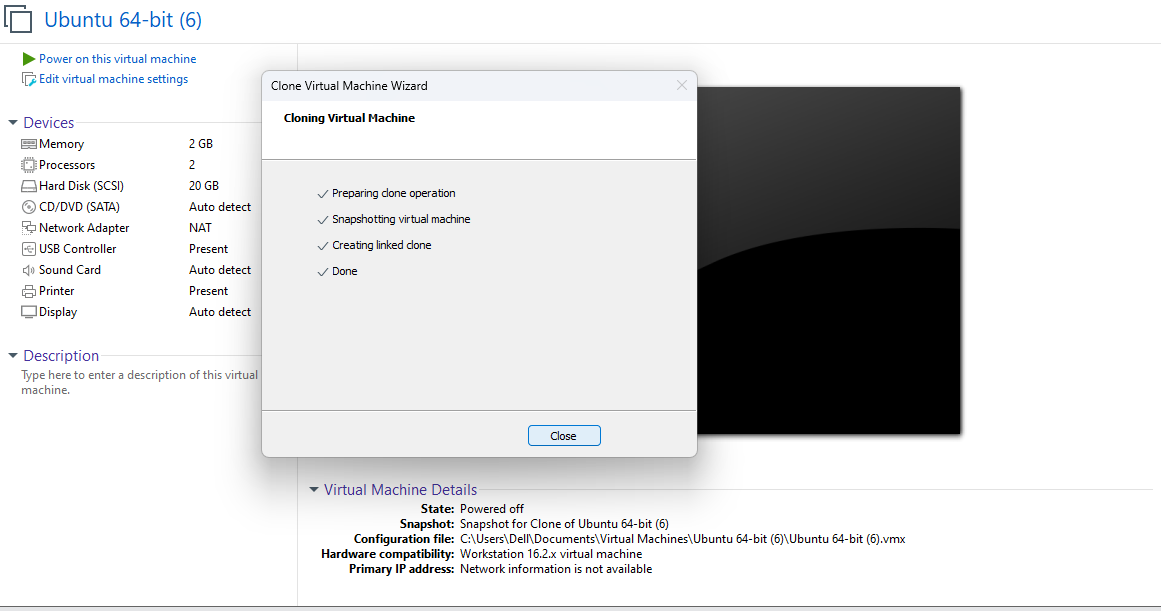 Ubuntu 64-bit (6)
Power on this virtual machine
Edit virtual machine settings
Devices
Memory 2 GB
Processors 2
Hard Disk (SCSI) 20 GB
CD/DVD (SATA) Auto detect
Network Adapter NAT
USB Controller Present
Sound Card Auto detect
Printer Present
Display Auto detect
Description
Type here to enter a description of this virtual
machine.
Clone Virtual Machine Wizard
Cloning Virtual Machine
Preparing clone operation
Snapshotting virtual machine
Creating linked clone
Done
Close
Virtual Machine Details
State: Powered off
Snapshot: Snapshot for Clone of Ubuntu 64-bit (6)
Configuration file: C:\Users\Dell\Documents\Virtual Machines\Ubuntu 64-bit (6)\Ubuntu 64-bit (6).vmx
Hardware compatibility: Workstation 16.2.x virtual machine
Primary IP address: Network information is not available